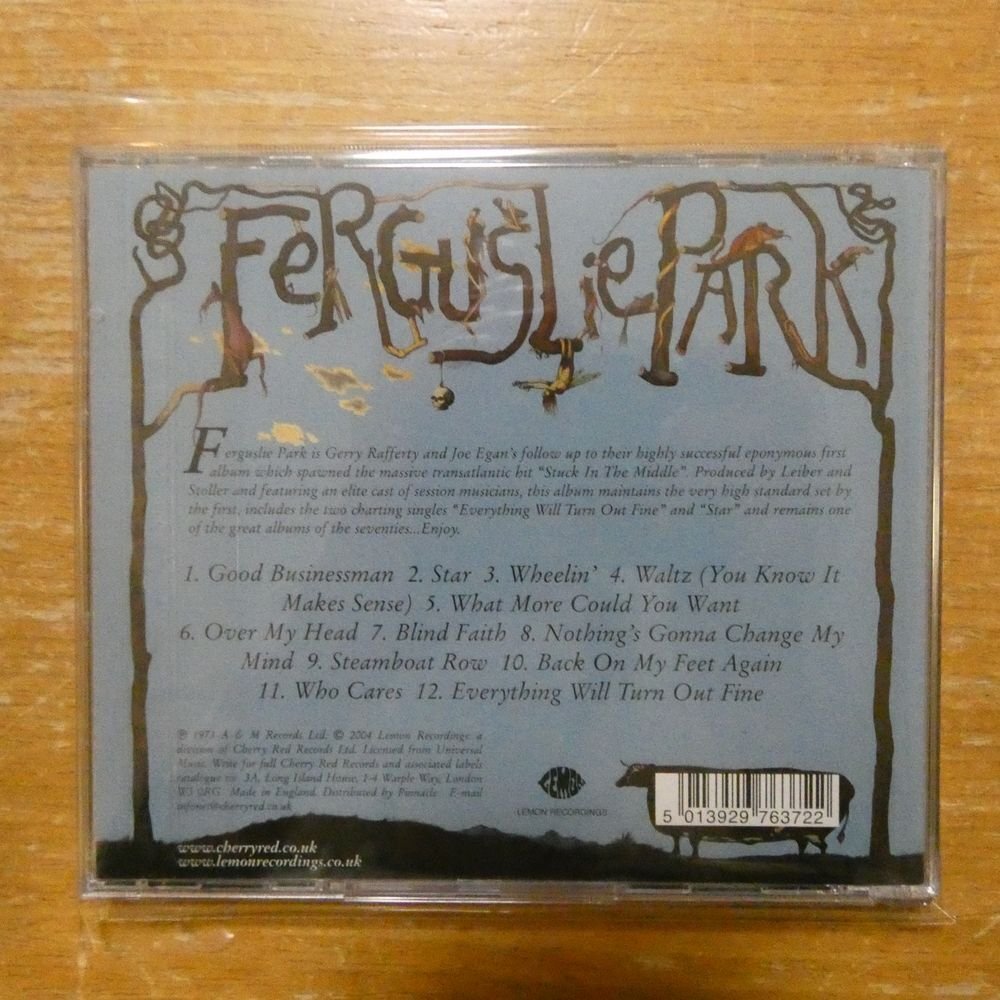 FERGUSLIE PARK
Ferguslie Park is Gerry Rafferty and Joe Egan's follow up to their highly successful eponymous first
album which spawned the massive transatlantic hit "Stuck In The Middle". Produced by Leiber and
Stoller and featuring an elite cast of session musicians, this album maintains the very high standard set by
the first, includes the two charting singles "Everything Will Turn Out Fine" and "Star" and remains one
of the great albums of the seventies...Enjoy.
1. Good Businessman 2. Star 3. Wheelin' 4. Waltz (You Know It
Makes Sense) 5. What More Could You Want
6. Over My Head 7. Blind Faith 8. Nothing's Gonna Change My
Mind 9. Steamboat Row 10. Back On My Feet Again
11. Who Cares 12. Everything Will Turn Out Fine
℗ 1973 A & M Records Ltd. © 2004 Lemon Recordings a
division of Cherry Red Records Ltd. Licensed from Universal
Music. Write for full Cherry Red Records and associated labels
catalogue to: 3A, Long Island House, 1-4 Warple Way, London
W3 0RG. Made in England. Distributed by Pinnacle. E-mail
infonet@cherryred.co.uk
LEMON
LEMON RECORDINGS
5 013929 763722
www.cherryred.co.uk
www.lemonrecordings.co.uk